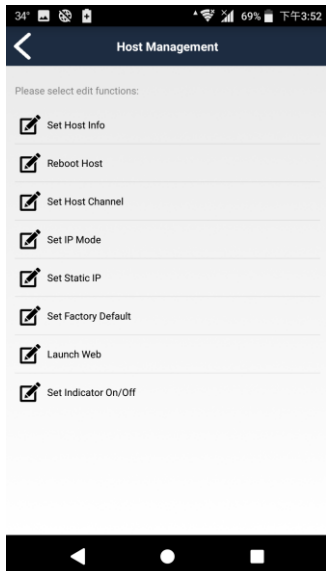 34° 69% 下午3:52
Host Management
Please select edit functions:
Set Host Info
Reboot Host
Set Host Channel
Set IP Mode
Set Static IP
Set Factory Default
Launch Web
Set Indicator On/Off